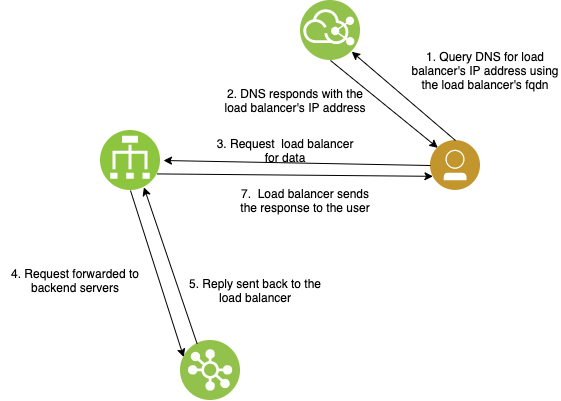 1. Query DNS for load
balancer's IP address using
the load balancer's fqdn
2. DNS responds with the
load balancer's IP address
3. Request  load balancer
for data
7.  Load balancer sends
the response to the user
4. Request forwarded to
backend servers
5. Reply sent back to the
load balancer